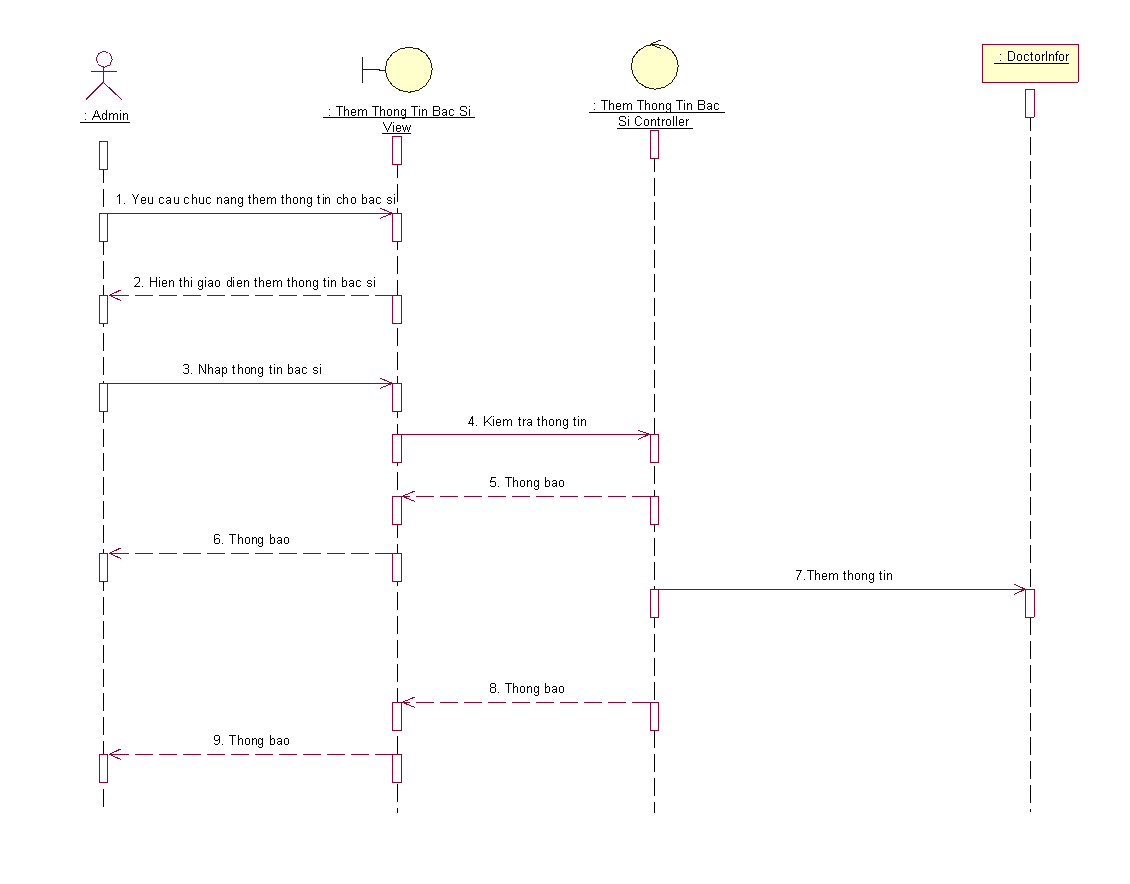 : Admin
: Them Thong Tin Bac Si
View
: Them Thong Tin Bac
Si Controller
: DoctorInfor
1. Yeu cau chuc nang them thong tin cho bac si
2. Hien thi giao dien them thong tin bac si
3. Nhap thong tin bac si
4. Kiem tra thong tin
5. Thong bao
6. Thong bao
7.Them thong tin
8. Thong bao
9. Thong bao